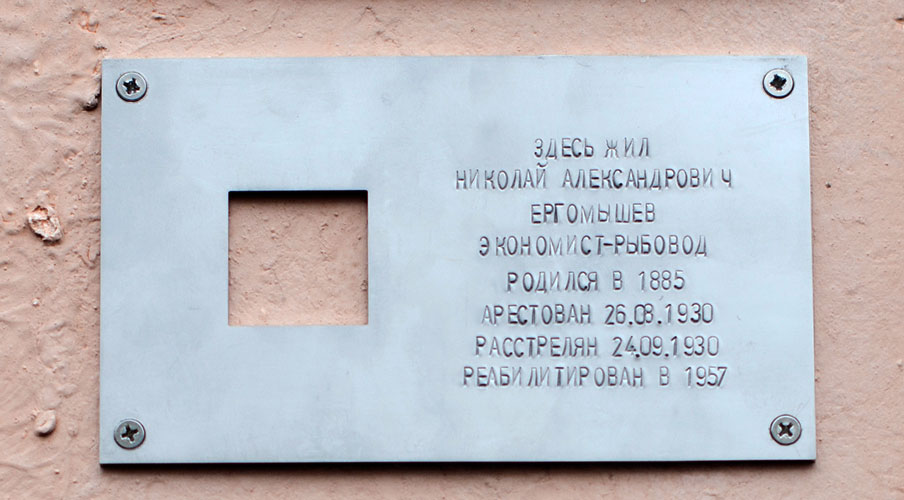 ЗДЕСЬ ЖИЛ
НИКОЛАЙ АЛЕКСАНДРОВИЧ
ЕРГОМЫШЕВ
ЭКОНОМИСТ-РЫБОВОД
РОДИЛСЯ В 1885
АРЕСТОВАН 26.08.1930
РАССТРЕЛЯН 24.09.1930
РЕАБИЛИТИРОВАН В 1957